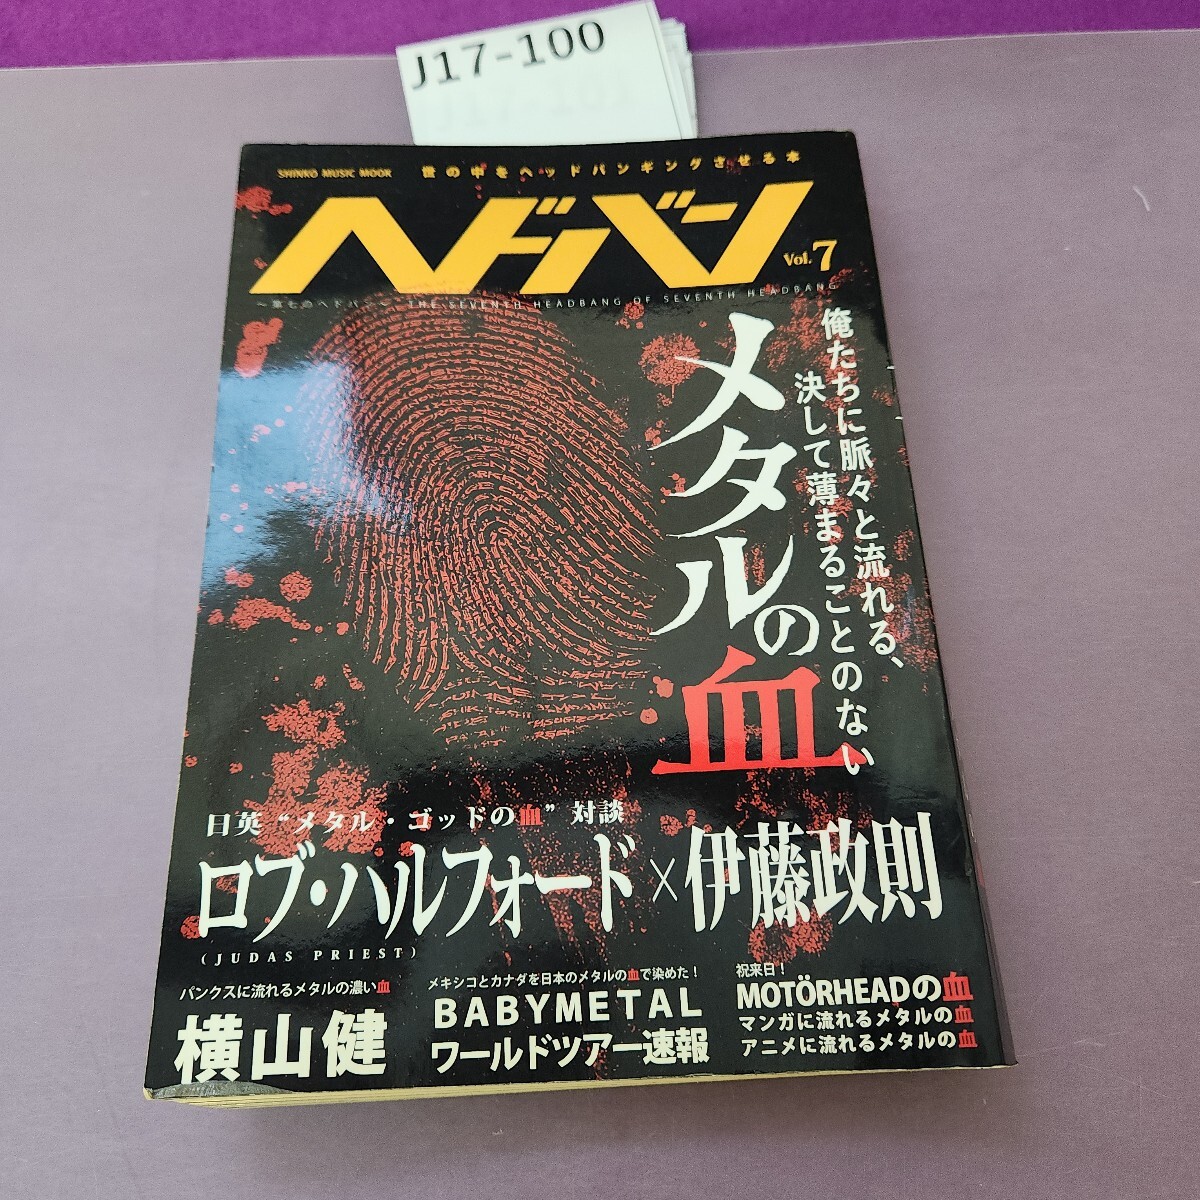 J17-100
SHINKO MUSIC MOOK
世の中をヘッドバンギングさせる本
ヘドバン
Vol.7
〜第七のヘドバン〜 THE SEVENTH HEADBANG OF SEVENTH HEADBANG
俺たちに脈々と流れる、
決して薄まることのない
メタルの血
日英“メタル・ゴッドの血”対談
ロブ・ハルフォード×伊藤政則
(JUDAS PRIEST)
パンクスに流れるメタルの濃い血
横山健
メキシコとカナダを日本のメタルの血で染めた!
BABYMETAL
ワールドツアー速報
祝来日!
MOTÖRHEADの血
マンガに流れるメタルの血
アニメに流れるメタルの血